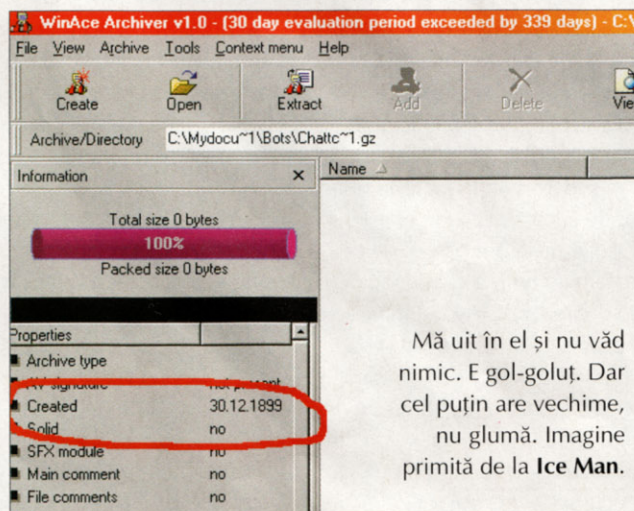 WinAce Archiver v1.0 - (30 day evaluation period exceeded by 339 days) - C:\
File View Archive Tools Context menu Help
Create Open Extract Add Delete Vie
Archive/Directory C:\Mydocu~1\Bots\Chattc~1.gz
Information × Name
Total size 0 bytes
100%
Packed size 0 bytes
Properties
Archive type
AV signature not present
Created 30.12.1899
Solid no
SFX module no
Main comment no
File comments no
Mă uit în el și nu văd
nimic. E gol-goluț. Dar
cel puțin are vechime,
nu glumă. Imagine
primită de la Ice Man.